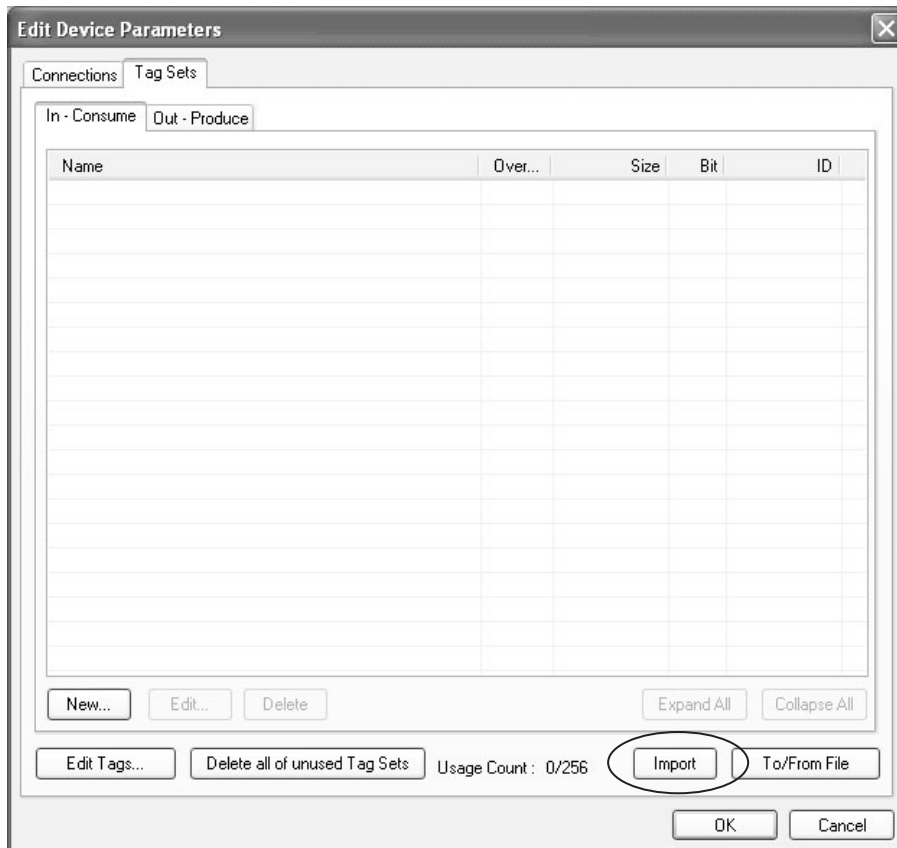 Edit Device Parameters
Connections Tag Sets
In - Consume Out - Produce
Name Over... Size Bit ID
New... Edit... Delete Expand All Collapse All
Edit Tags... Delete all of unused Tag Sets Usage Count : 0/256 Import To/From File
OK Cancel